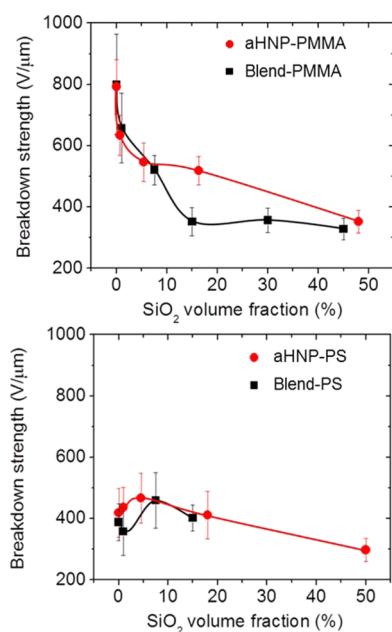 Breakdown strength (V/μm)
1000
800
600
400
200
aHNP-PMMA
Blend-PMMA
0 10 20 30 40 50
SiO₂ volume fraction (%)
Breakdown strength (V/μm)
1000
800
600
400
200
aHNP-PS
Blend-PS
0 10 20 30 40 50
SiO₂ volume fraction (%)